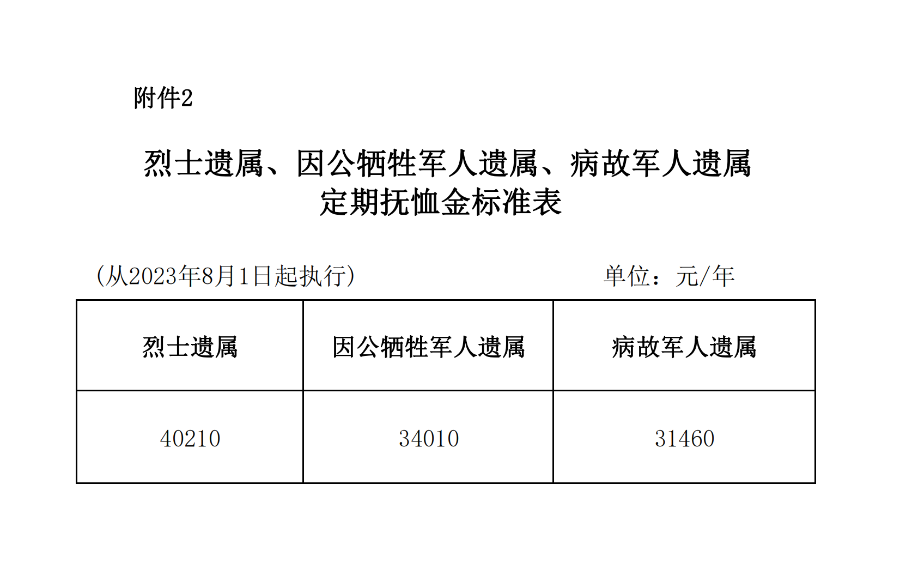 附件2
烈士遗属、因公牺牲军人遗属、病故军人遗属
定期抚恤金标准表
(从2023年8月1日起执行) 单位：元/年
烈士遗属 因公牺牲军人遗属 病故军人遗属
40210 34010 31460